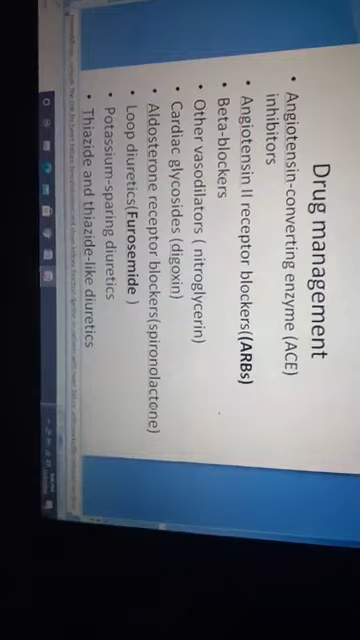 Drug management
• Angiotensin-converting enzyme (ACE)
inhibitors
• Angiotensin II receptor blockers((ARBs)
• Beta-blockers
• Other vasodilators ( nitroglycerin)
• Cardiac glycosides (digoxin)
• Aldosterone receptor blockers(spironolactone)
• Loop diuretics(Furosemide )
• Potassium-sparing diuretics
• Thiazide and thiazide-like diuretics